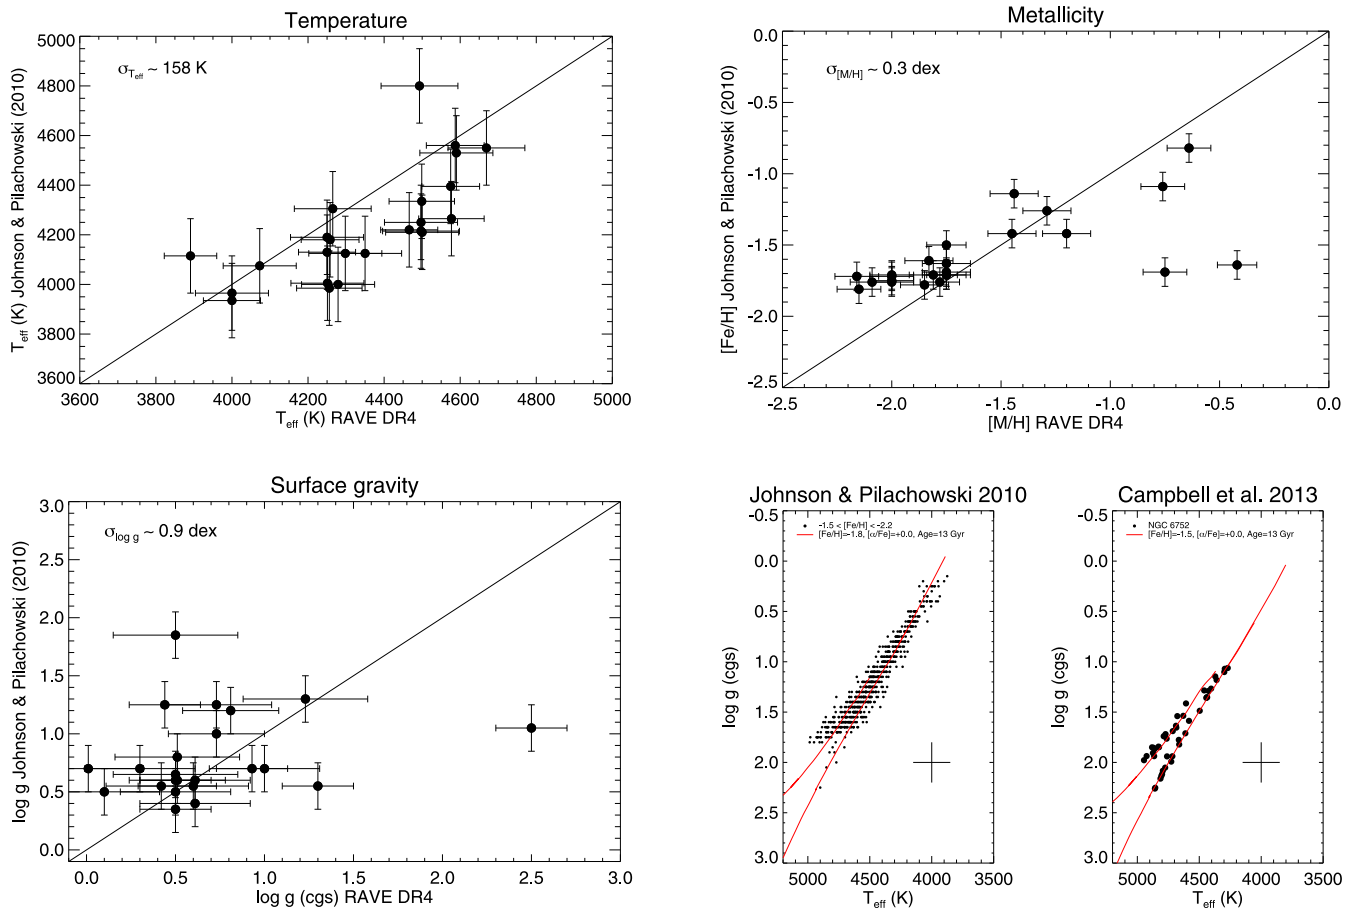 Temperature
σTeff ~ 158 K
5000
4800
4600
4400
4200
4000
3800
3600
Teff (K) Johnson & Pilachowski (2010)
3600 3800 4000 4200 4400 4600 4800 5000
Teff (K) RAVE DR4
Metallicity
σ[M/H] ~ 0.3 dex
0.0
-0.5
-1.0
-1.5
-2.0
-2.5
[Fe/H] Johnson & Pilachowski (2010)
-2.5 -2.0 -1.5 -1.0 -0.5 0.0
[M/H] RAVE DR4
Surface gravity
σlog g ~ 0.9 dex
3.0
2.5
2.0
1.5
1.0
0.5
0.0
log g Johnson & Pilachowski (2010)
0.0 0.5 1.0 1.5 2.0 2.5 3.0
log g (cgs) RAVE DR4
Johnson & Pilachowski 2010
-1.5 < [Fe/H] < -2.2
[Fe/H]=-1.8, [α/Fe]=+0.0, Age=13 Gyr
-0.5
0.0
0.5
1.0
1.5
2.0
2.5
3.0
log g (cgs)
5000 4500 4000 3500
Teff (K)
Campbell et al. 2013
NGC 6752
[Fe/H]=-1.5, [α/Fe]=+0.0, Age=13 Gyr
-0.5
0.0
0.5
1.0
1.5
2.0
2.5
3.0
log g (cgs)
5000 4500 4000 3500
Teff (K)